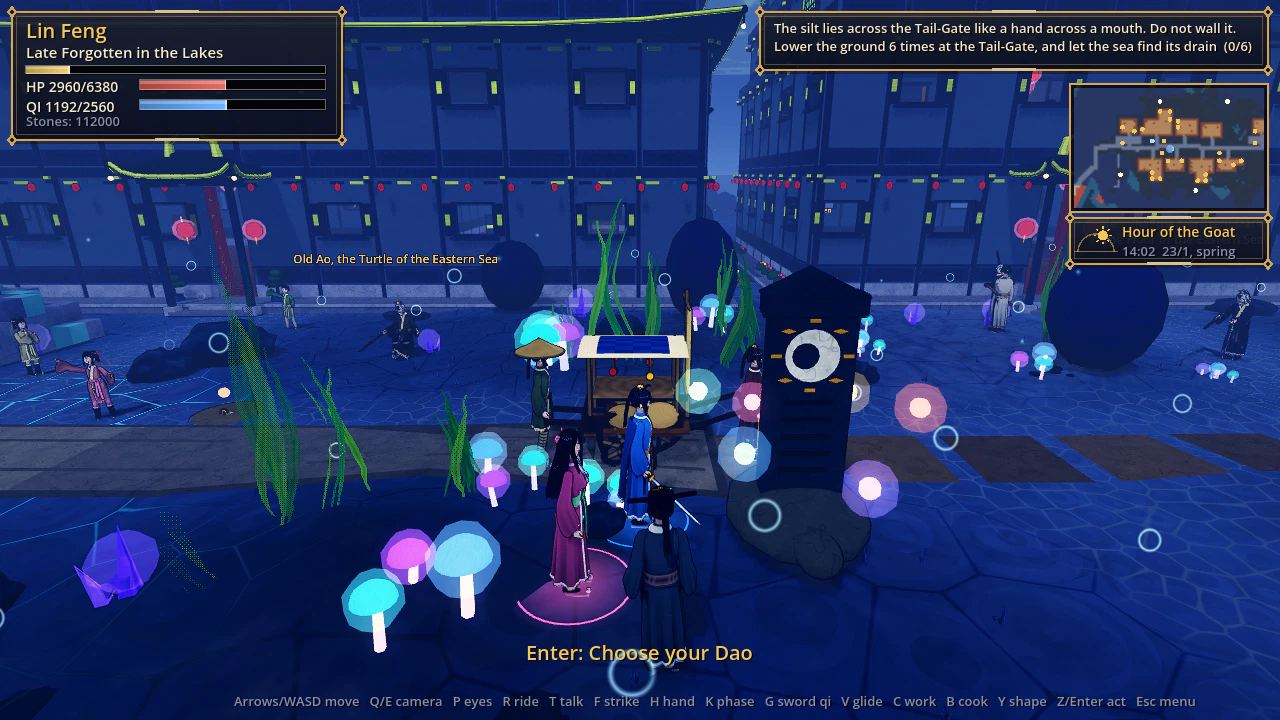 Lin Feng
Late Forgotten in the Lakes
HP 2960/6380
QI 1192/2560
Stones: 112000
The silt lies across the Tail-Gate like a hand across a mouth. Do not wall it.
Lower the ground 6 times at the Tail-Gate, and let the sea find its drain (0/6)
Hour of the Goat
14:02 23/1, spring
Old Ao, the Turtle of the Eastern Sea
Enter: Choose your Dao
Arrows/WASD move Q/E camera P eyes R ride T talk F strike H hand K phase G sword qi V glide C work B cook Y shape Z/Enter act Esc menu